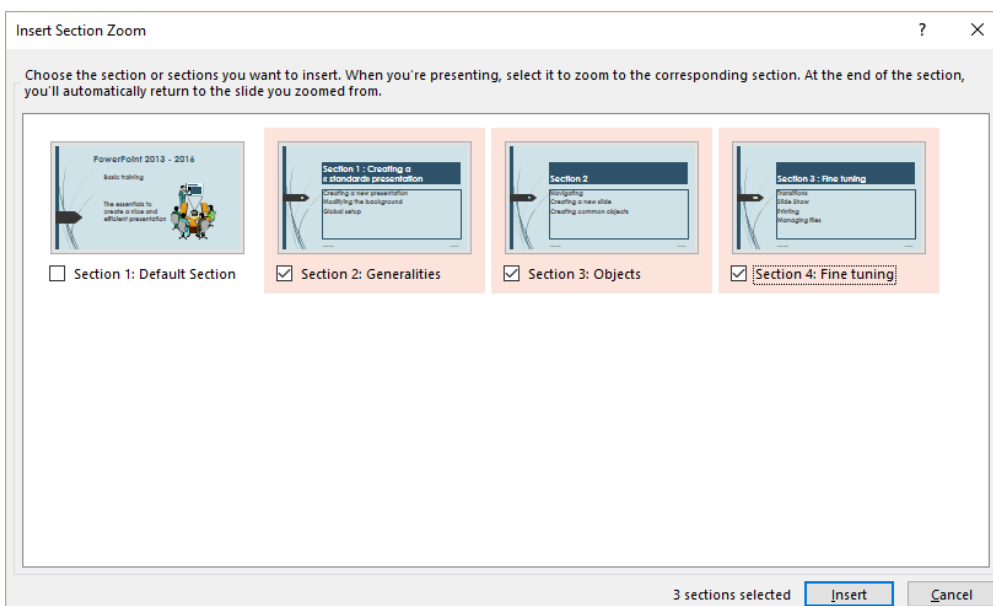 Insert Section Zoom
?
Choose the section or sections you want to insert. When you're presenting, select it to zoom to the corresponding section. At the end of the section,
you'll automatically return to the slide you zoomed from.
PowerPoint 2013 - 2016
Basic training
The essentials to
create a nice and
efficient presentation
Section 1: Default Section
Section 1 : Creating a
s standards presentation
Creating a new presentation
Modifying the background
Global setup
Section 2: Generalities
Section 2
Navigating
Creating a new slide
Creating common objects
Section 3: Objects
Section 3 : Fine tuning
Transitions
Slide Show
Printing
Managing files
Section 4: Fine tuning
3 sections selected
Insert
Cancel